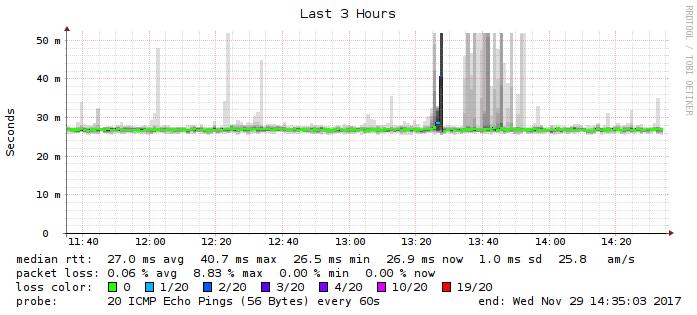 Last 3 Hours
RRDTOOL / TOBI OETIKER
Seconds
50 m
40 m
30 m
20 m
10 m
0
11:40 12:00 12:20 12:40 13:00 13:20 13:40 14:00 14:20
median rtt: 27.0 ms avg 40.7 ms max 26.5 ms min 26.9 ms now 1.0 ms sd 25.8 am/s
packet loss: 0.06 % avg 8.83 % max 0.00 % min 0.00 % now
loss color: 0 1/20 2/20 3/20 4/20 10/20 19/20
probe: 20 ICMP Echo Pings (56 Bytes) every 60s end: Wed Nov 29 14:35:03 2017